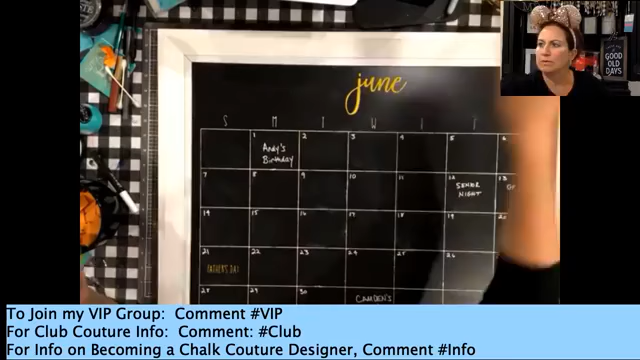 GOOD
OLD
DAYS
june
S M T W T
1 2 3 4 5 6
Andy's
Birthday
7 8 9 10 11 12 13
SENIOR
NIGHT
14 15 16 17 18 19 20
21 22 23 24 25 26
FATHER'S DAY
28 29 30
CAMDEN'S
To Join my VIP Group: Comment #VIP
For Club Couture Info: Comment: #Club
For Info on Becoming a Chalk Couture Designer, Comment #Info